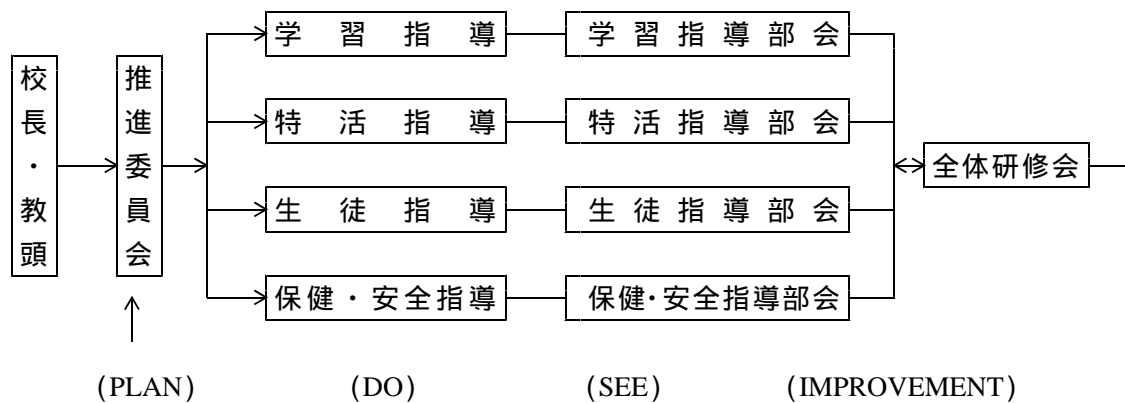 校長・教頭
推進委員会
学習指導
学習指導部会
特活指導
特活指導部会
生徒指導
生徒指導部会
保健・安全指導
保健・安全指導部会
全体研修会
(PLAN)
(DO)
(SEE)
(IMPROVEMENT)